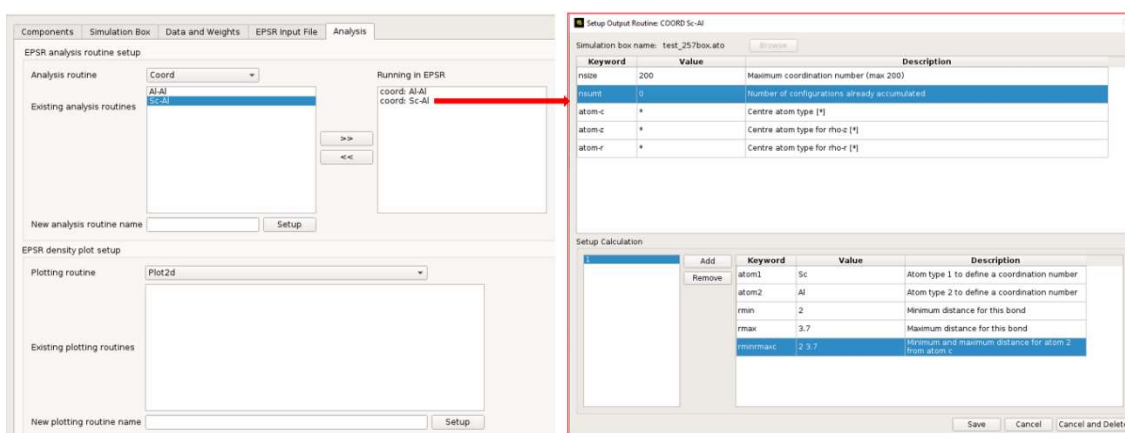 Components Simulation Box Data and Weights EPSR Input File Analysis
EPSR analysis routine setup
Analysis routine Coord Running in EPSR
Existing analysis routines
Al-Al
Sc-Al
coord: Al-Al
coord: Sc-Al
>>
<<
New analysis routine name Setup
EPSR density plot setup
Plotting routine Plot2d
Existing plotting routines
New plotting routine name Setup
Setup Output Routine: COORD Sc-Al
Simulation box name: test_257box.ato Browse
Keyword Value Description
nsize 200 Maximum coordination number (max 200)
nsumt 0 Number of configurations already accumulated
atom-c * Centre atom type [*]
atom-z * Centre atom type for rho-z [*]
atom-r * Centre atom type for rho-r [*]
Setup Calculation
1
Add
Remove
Keyword Value Description
atom1 Sc Atom type 1 to define a coordination number
atom2 Al Atom type 2 to define a coordination number
rmin 2 Minimum distance for this bond
rmax 3.7 Maximum distance for this bond
rminrmaxc 2 3.7 Minimum and maximum distance for atom 2
from atom c
Save Cancel Cancel and Delete